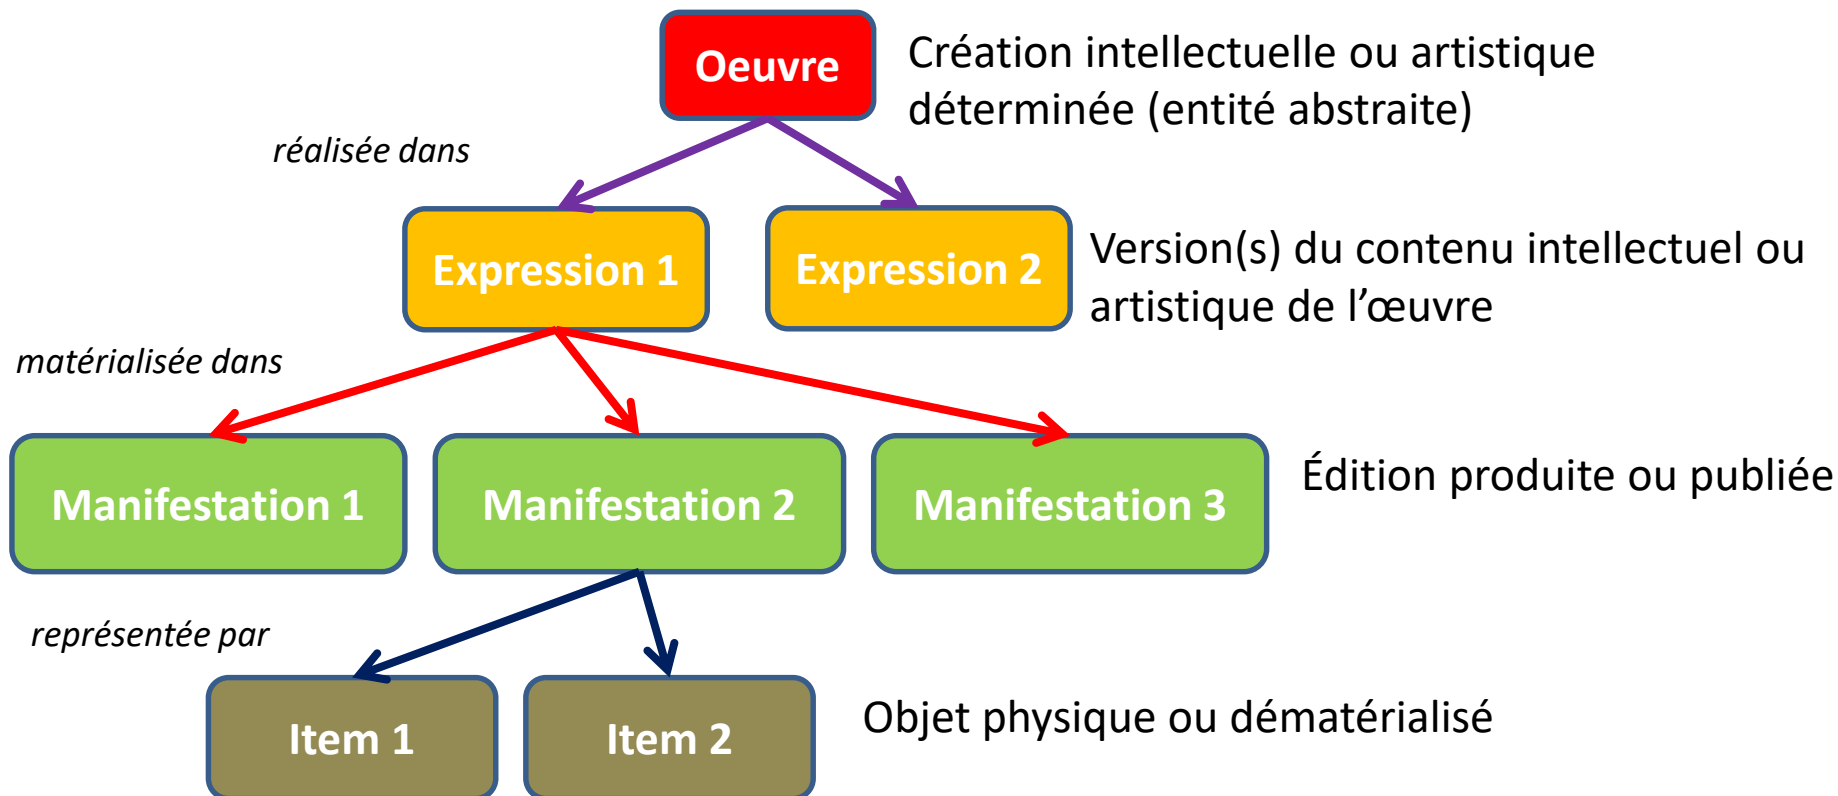 Oeuvre
Création intellectuelle ou artistique
déterminée (entité abstraite)
réalisée dans
Expression 1
Expression 2
Version(s) du contenu intellectuel ou
artistique de l’œuvre
matérialisée dans
Manifestation 1
Manifestation 2
Manifestation 3
Édition produite ou publiée
représentée par
Item 1
Item 2
Objet physique ou dématérialisé